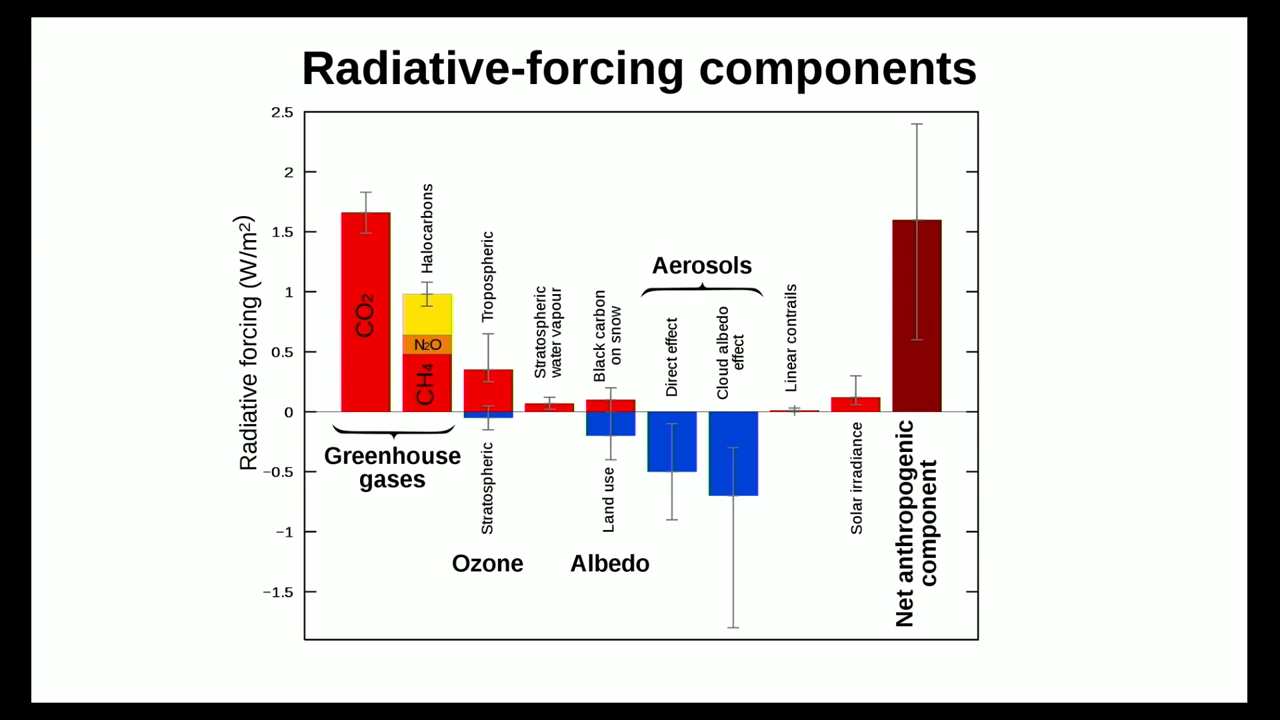 Radiative-forcing components
Radiative forcing (W/m²)
2.5
2
1.5
1
0.5
0
−0.5
−1
−1.5
CO₂
Halocarbons
N₂O
CH₄
Greenhouse
gases
Tropospheric
Stratospheric
Ozone
Stratospheric
water vapour
Black carbon
on snow
Land use
Albedo
Aerosols
Direct effect
Cloud albedo
effect
Linear contrails
Solar irradiance
Net anthropogenic
component